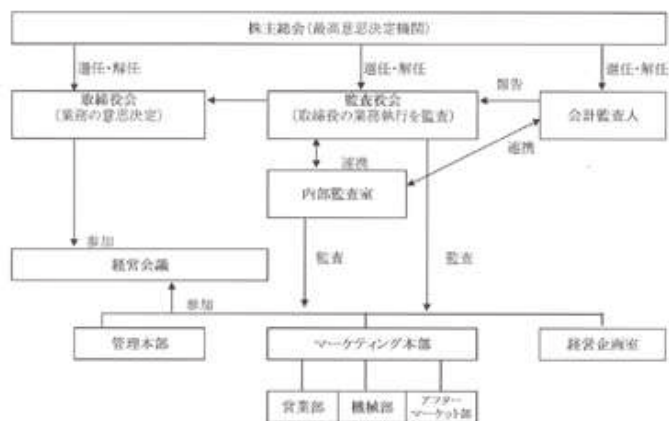 株主総会(最高意思決定機関)
選任・解任
選任・解任
選任・解任
取締役会
(業務の意思決定)
監査役会
(取締役の業務執行を監査)
報告
会計監査人
連携
連携
内部監査室
参加
経営会議
監査
監査
参加
管理本部
マーケティング本部
経営企画室
営業部
機械部
アフター
マーケット部